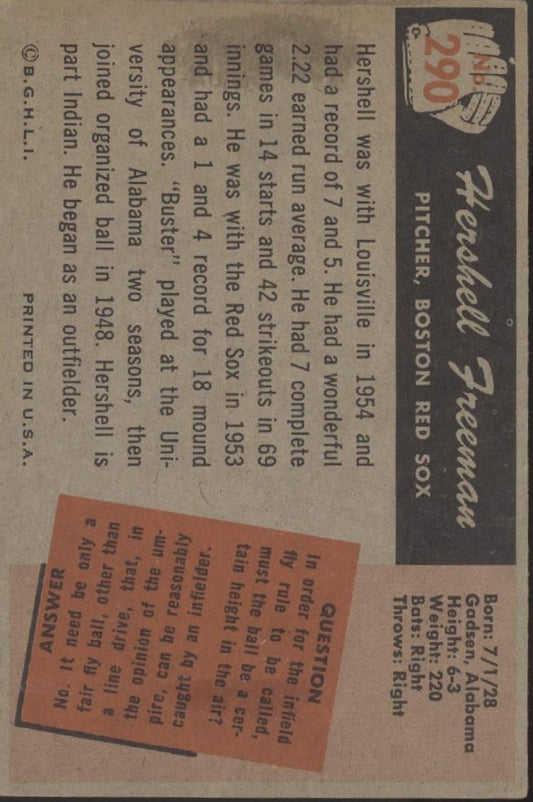 No.
290
Hershell Freeman
PITCHER, BOSTON RED SOX
Born: 7/1/28
Gadsen, Alabama
Height: 6-3
Weight: 220
Bats: Right
Throws: Right
Hershell was with Louisville in 1954 and
had a record of 7 and 5. He had a wonderful
2.22 earned run average. He had 7 complete
games in 14 starts and 42 strikeouts in 69
innings. He was with the Red Sox in 1953
and had a 1 and 4 record for 18 mound
appearances. "Buster" played at the Uni-
versity of Alabama two seasons, then
joined organized ball in 1948. Hershell is
part Indian. He began as an outfielder.
QUESTION
In order for the infield
fly rule to be called,
must the ball be a cer-
tain height in the air?
ANSWER
No. It need be only a
fair fly ball, other than
a line drive, that, in
the opinion of the um-
pire, can be reasonably
caught by an infielder.
©B.G.H.L.I.
PRINTED IN U.S.A.